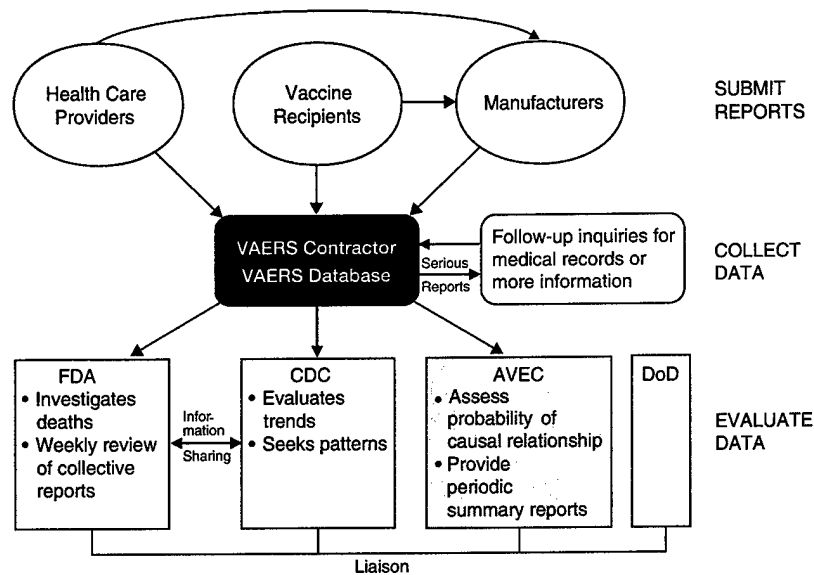 Health Care
Providers
Vaccine
Recipients
Manufacturers
SUBMIT
REPORTS
VAERS Contractor
VAERS Database
Serious
Reports
Follow-up inquiries for
medical records or
more information
COLLECT
DATA
FDA
• Investigates
deaths
• Weekly review
of collective
reports
Infor-
mation
Sharing
CDC
• Evaluates
trends
• Seeks patterns
AVEC
• Assess
probability of
causal relationship
• Provide
periodic
summary reports
DoD
EVALUATE
DATA
Liaison